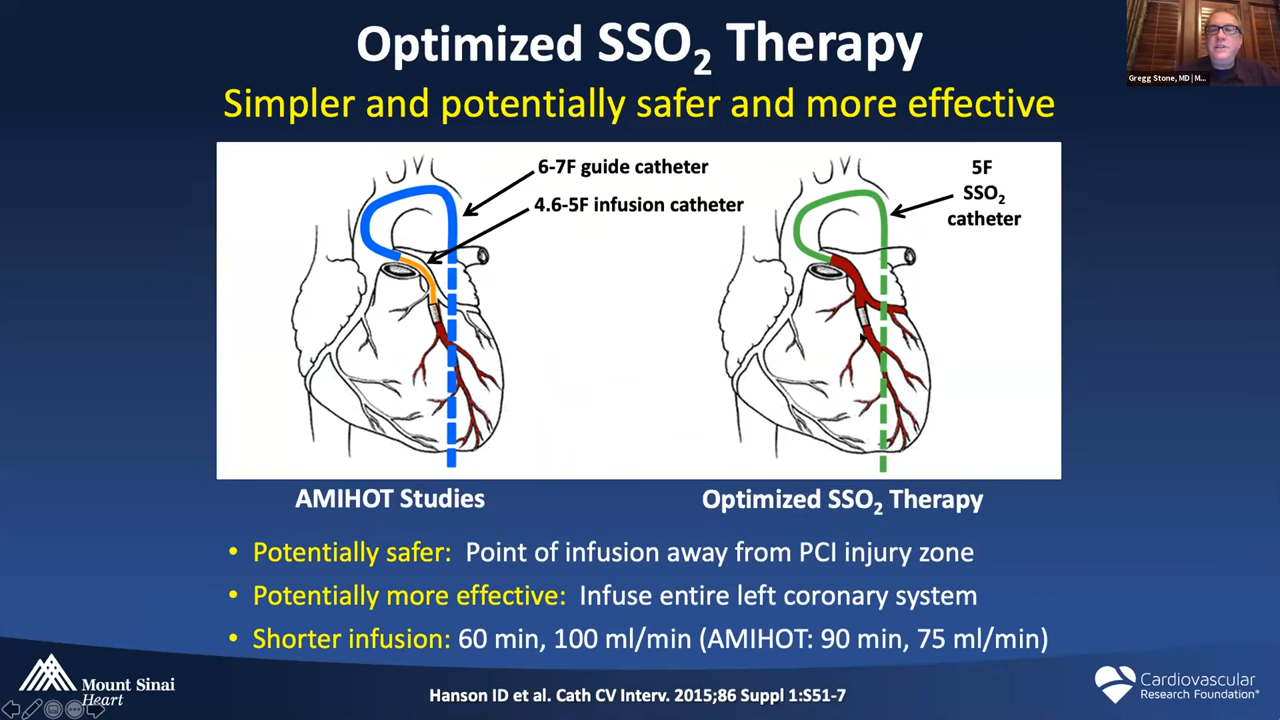 Optimized SSO2 Therapy
Simpler and potentially safer and more effective
Gregg Stone, MD | M...
6-7F guide catheter
4.6-5F infusion catheter
5F
SSO2
catheter
AMIHOT Studies
Optimized SSO2 Therapy
• Potentially safer: Point of infusion away from PCI injury zone
• Potentially more effective: Infuse entire left coronary system
• Shorter infusion: 60 min, 100 ml/min (AMIHOT: 90 min, 75 ml/min)
Mount Sinai
Heart
Hanson ID et al. Cath CV Interv. 2015;86 Suppl 1:S51-7
Cardiovascular
Research Foundation®